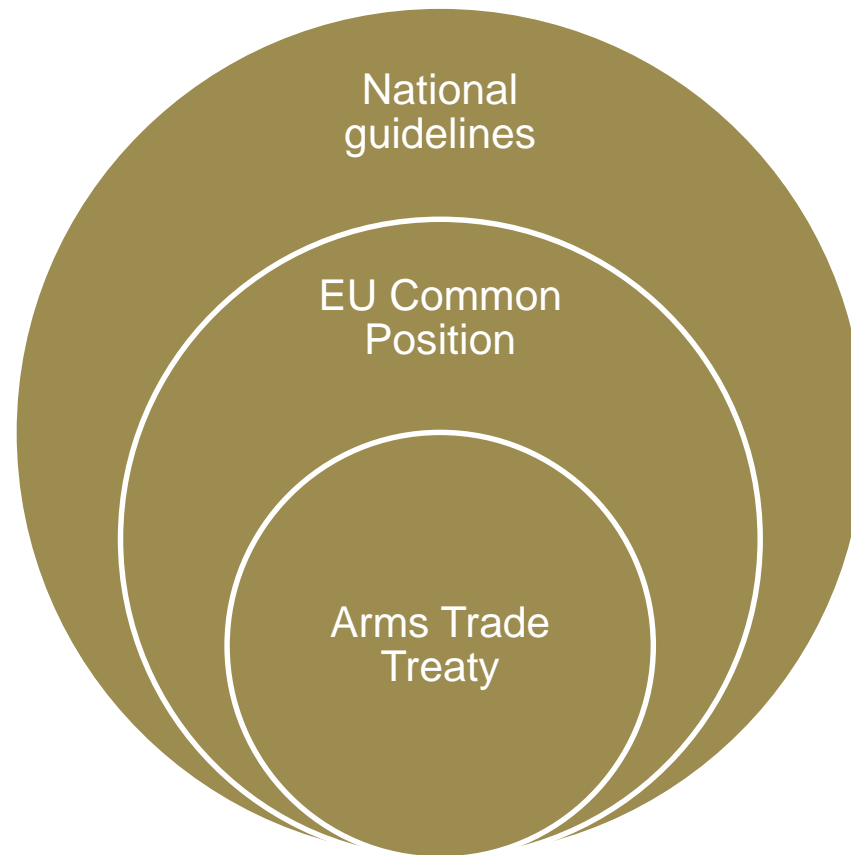 National
guidelines
EU Common
Position
Arms Trade
Treaty